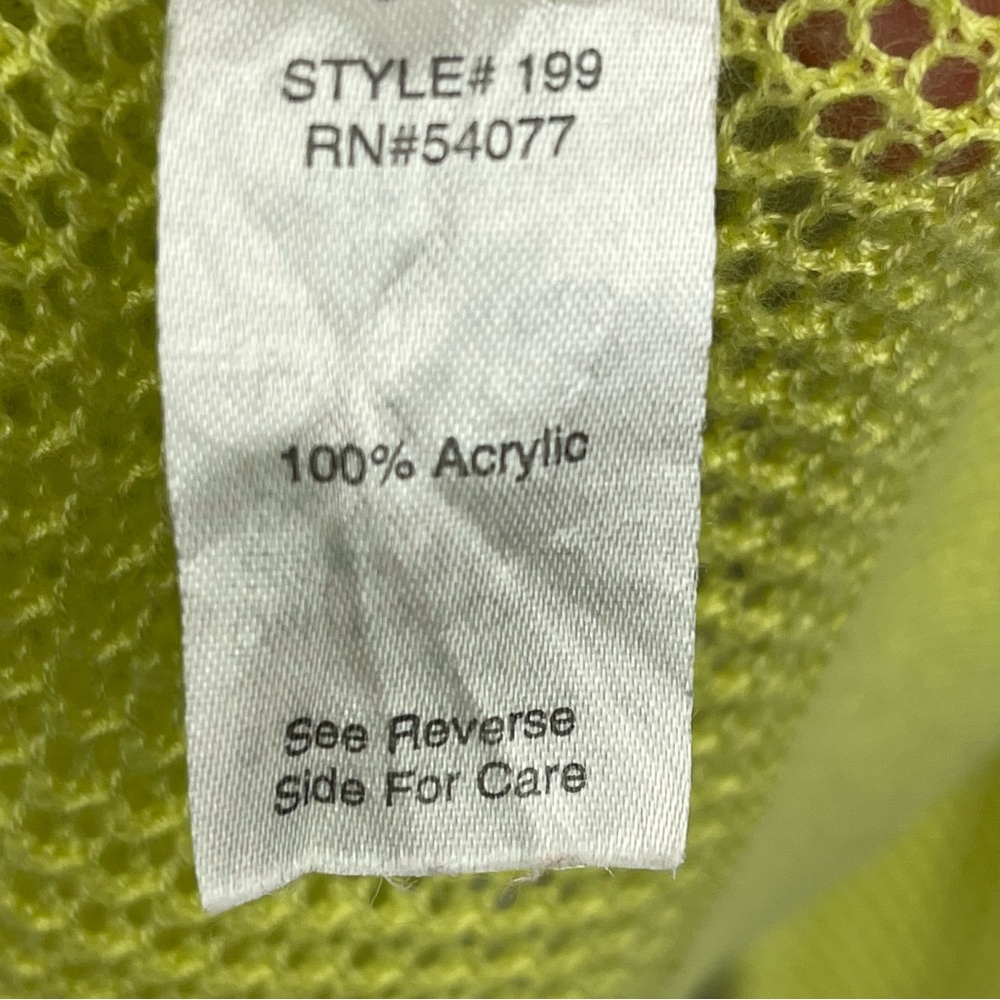 STYLE# 199
RN#54077
100% Acrylic
See Reverse
Side For Care